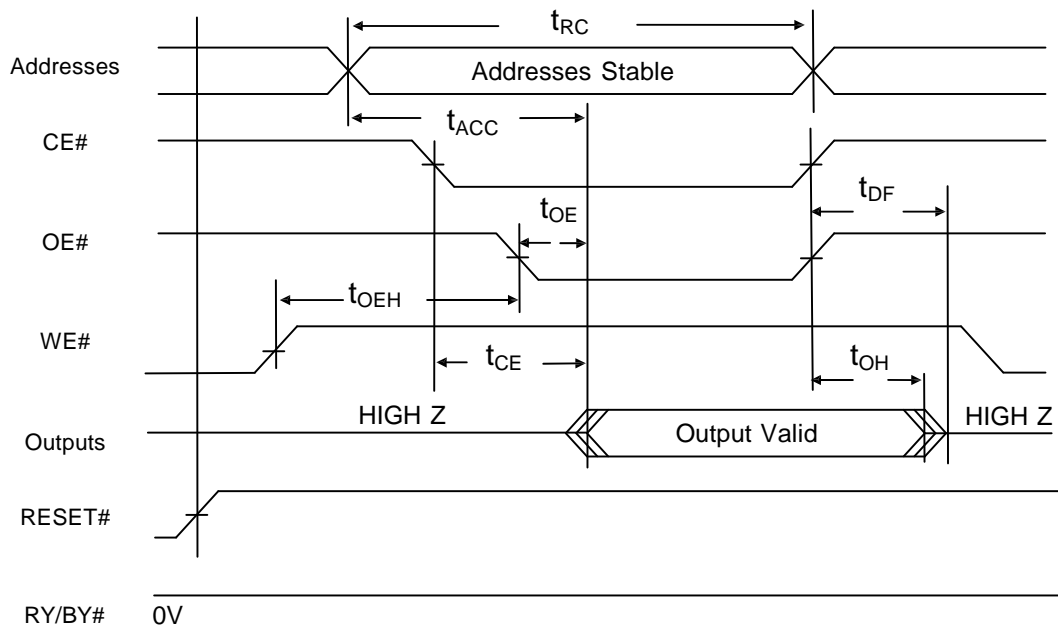 tRC
Addresses
Addresses Stable
tACC
CE#
tDF
tOE
OE#
tOEH
WE#
tCE
tOH
HIGH Z
HIGH Z
Outputs
Output Valid
RESET#
RY/BY#
0V